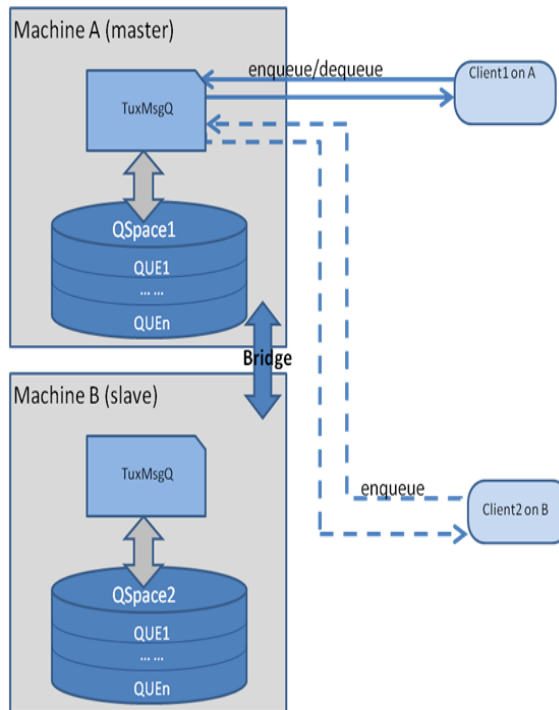 Machine A (master)
enqueue/dequeue
Client1 on A
TuxMsgQ
QSpace1
QUE1
... ...
QUEn
Bridge
Machine B (slave)
TuxMsgQ
enqueue
Client2 on B
QSpace2
QUE1
... ...
QUEn